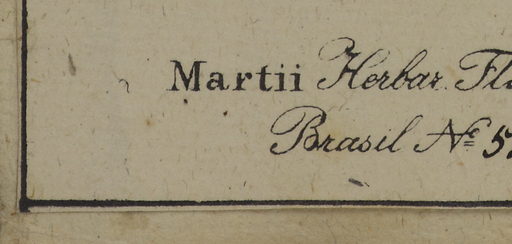 Martii Herbar. Fl
Brasil Nº 5